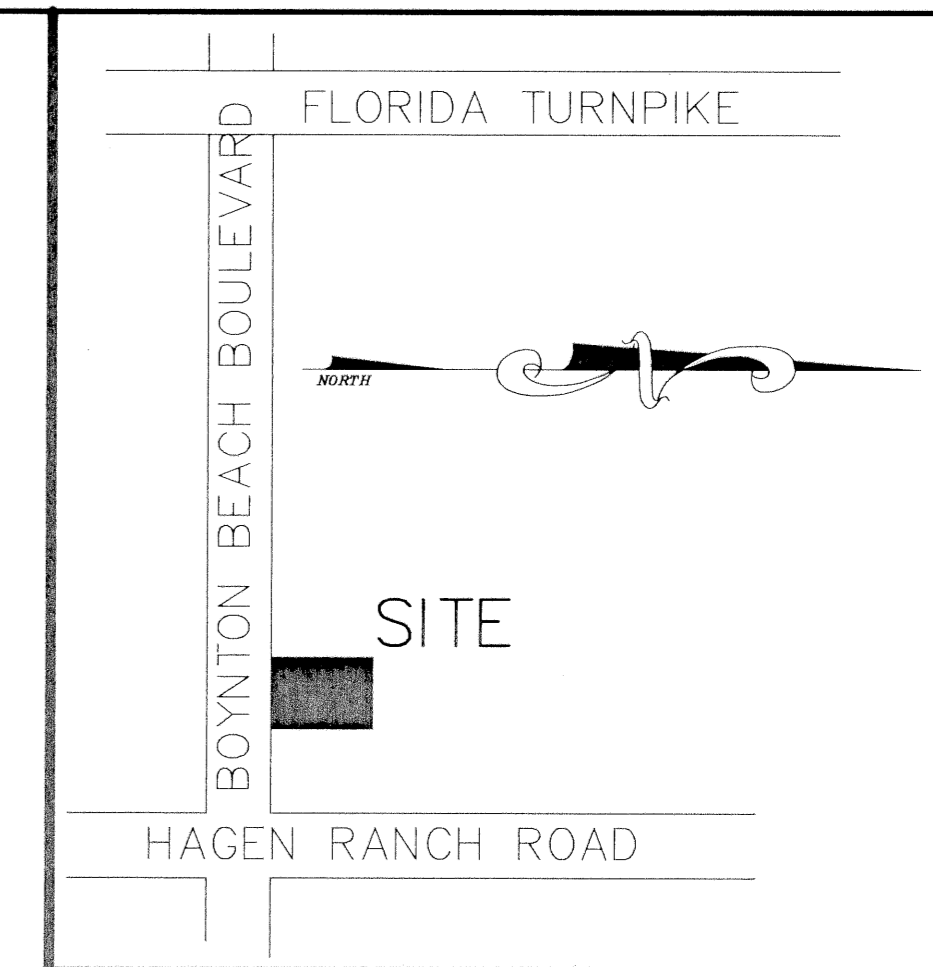 FLORIDA TURNPIKE
BOYNTON BEACH BOULEVARD
NORTH
N
SITE
HAGEN RANCH ROAD